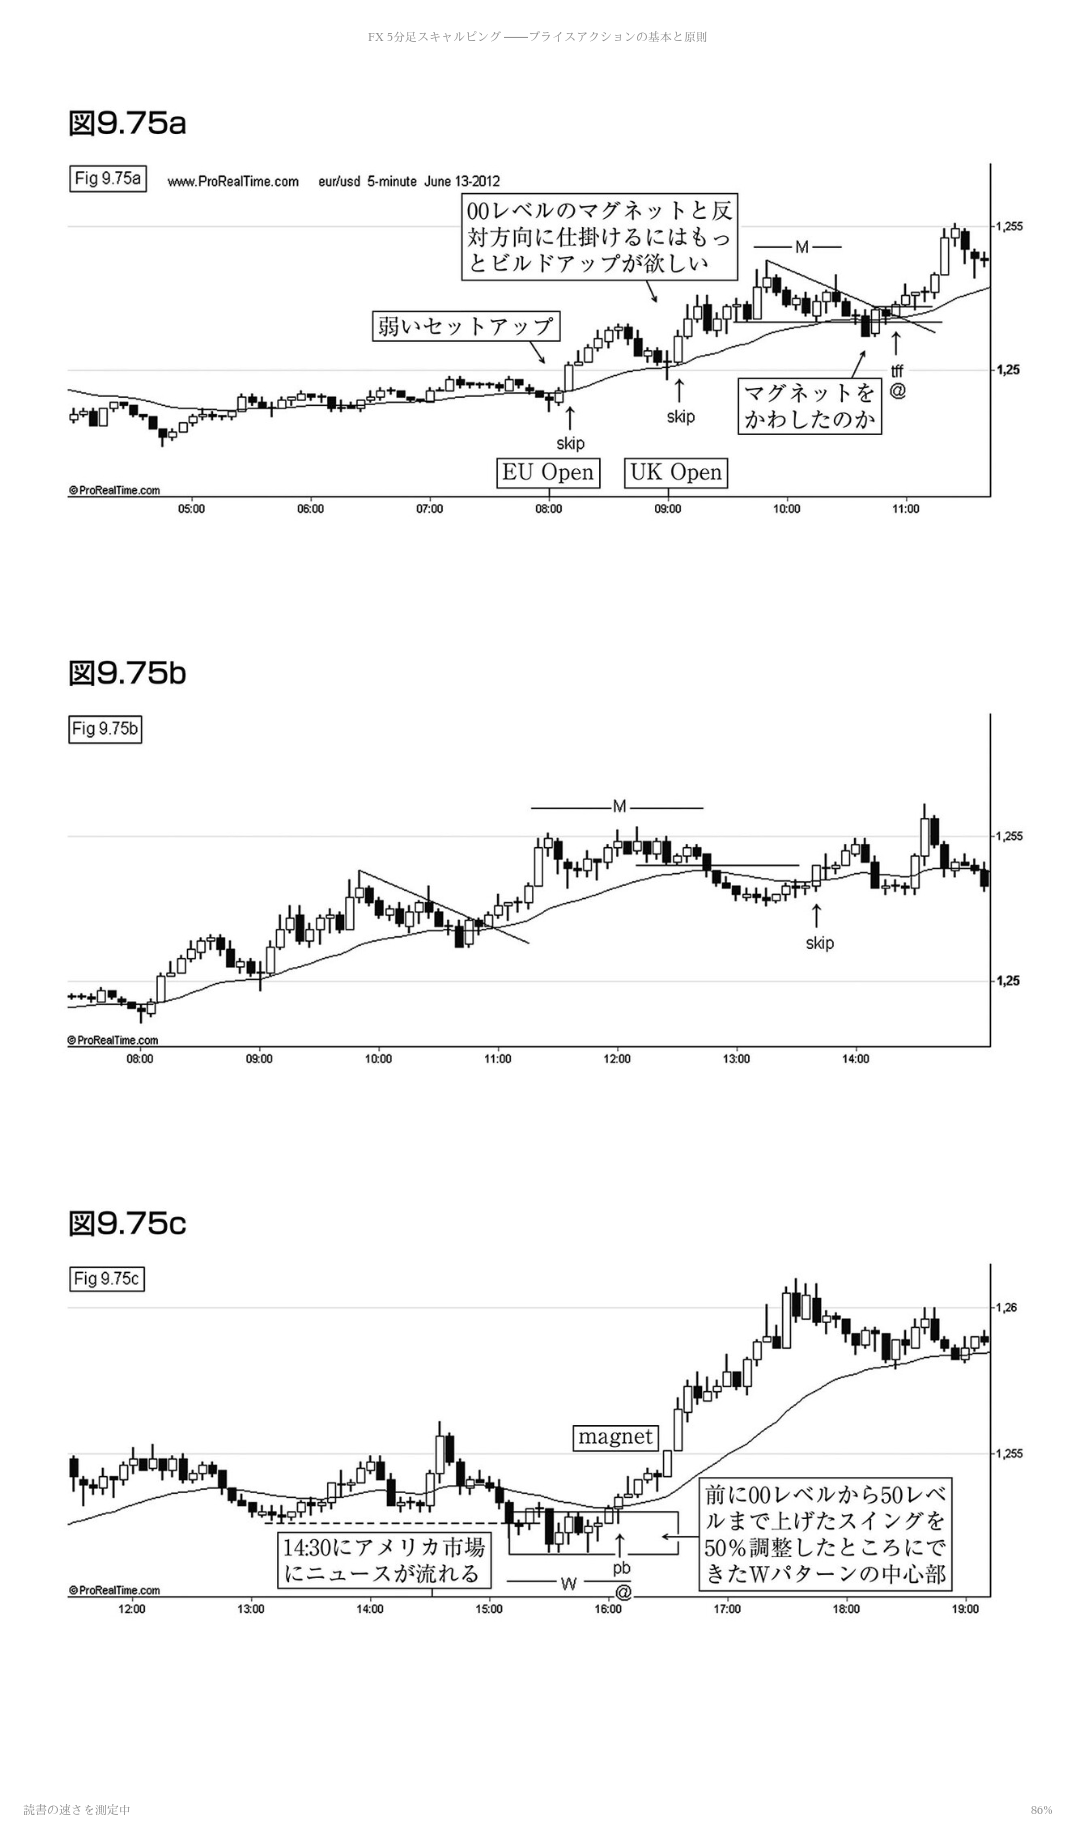 FX 5分足スキャルピング ――プライスアクションの基本と原則
図9.75a
Fig 9.75a
www.ProRealTime.com eur/usd 5-minute June 13-2012
00レベルのマグネットと反
対方向に仕掛けるにはもっ
とビルドアップが欲しい
M
1,255
弱いセットアップ
1,25
tff
@
マグネットを
かわしたのか
skip
skip
EU Open
UK Open
©ProRealTime.com
05:00 06:00 07:00 08:00 09:00 10:00 11:00
図9.75b
Fig 9.75b
M
1,255
skip
1,25
©ProRealTime.com
08:00 09:00 10:00 11:00 12:00 13:00 14:00
図9.75c
Fig 9.75c
1,26
magnet
1,255
前に00レベルから50レベ
ルまで上げたスイングを
50％調整したところにで
きたWパターンの中心部
14:30にアメリカ市場
にニュースが流れる
pb
W
@
©ProRealTime.com
12:00 13:00 14:00 15:00 16:00 17:00 18:00 19:00
読書の速さを測定中
86%